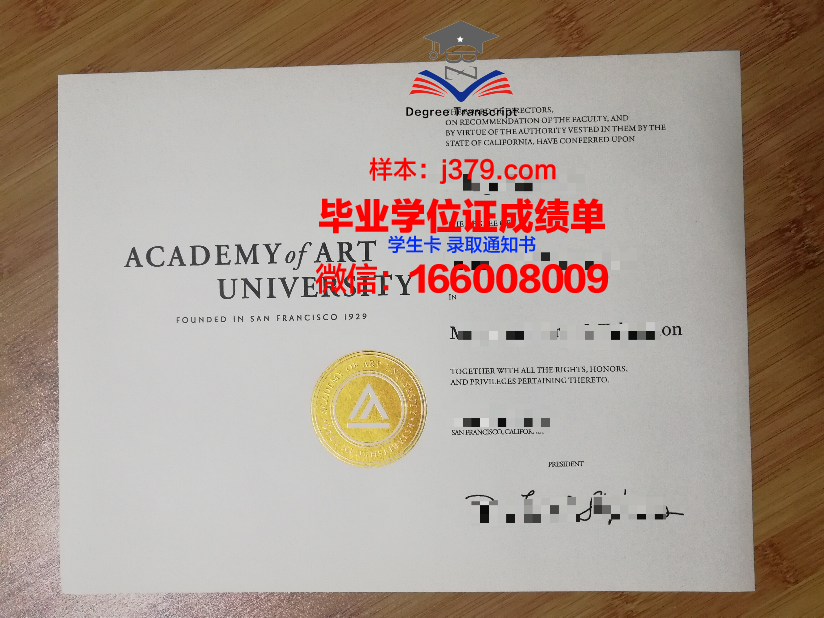 Degree Transcript
DIRECTORS,
ON RECOMMENDATION OF THE FACULTY, AND
BY VIRTUE OF THE AUTHORITY VESTED IN THEM BY THE
STATE OF CALIFORNIA, HAVE CONFERRED UPON
样本：j379.com
毕业学位证成绩单
学生卡 录取通知书
微信：166008009
ACADEMY of ART
UNIVERSITY
FOUNDED IN SAN FRANCISCO 1929
IN
TOGETHER WITH ALL THE RIGHTS, HONORS,
AND PRIVILEGES PERTAINING THERETO.
SAN FRANCISCO,
PRESIDENT